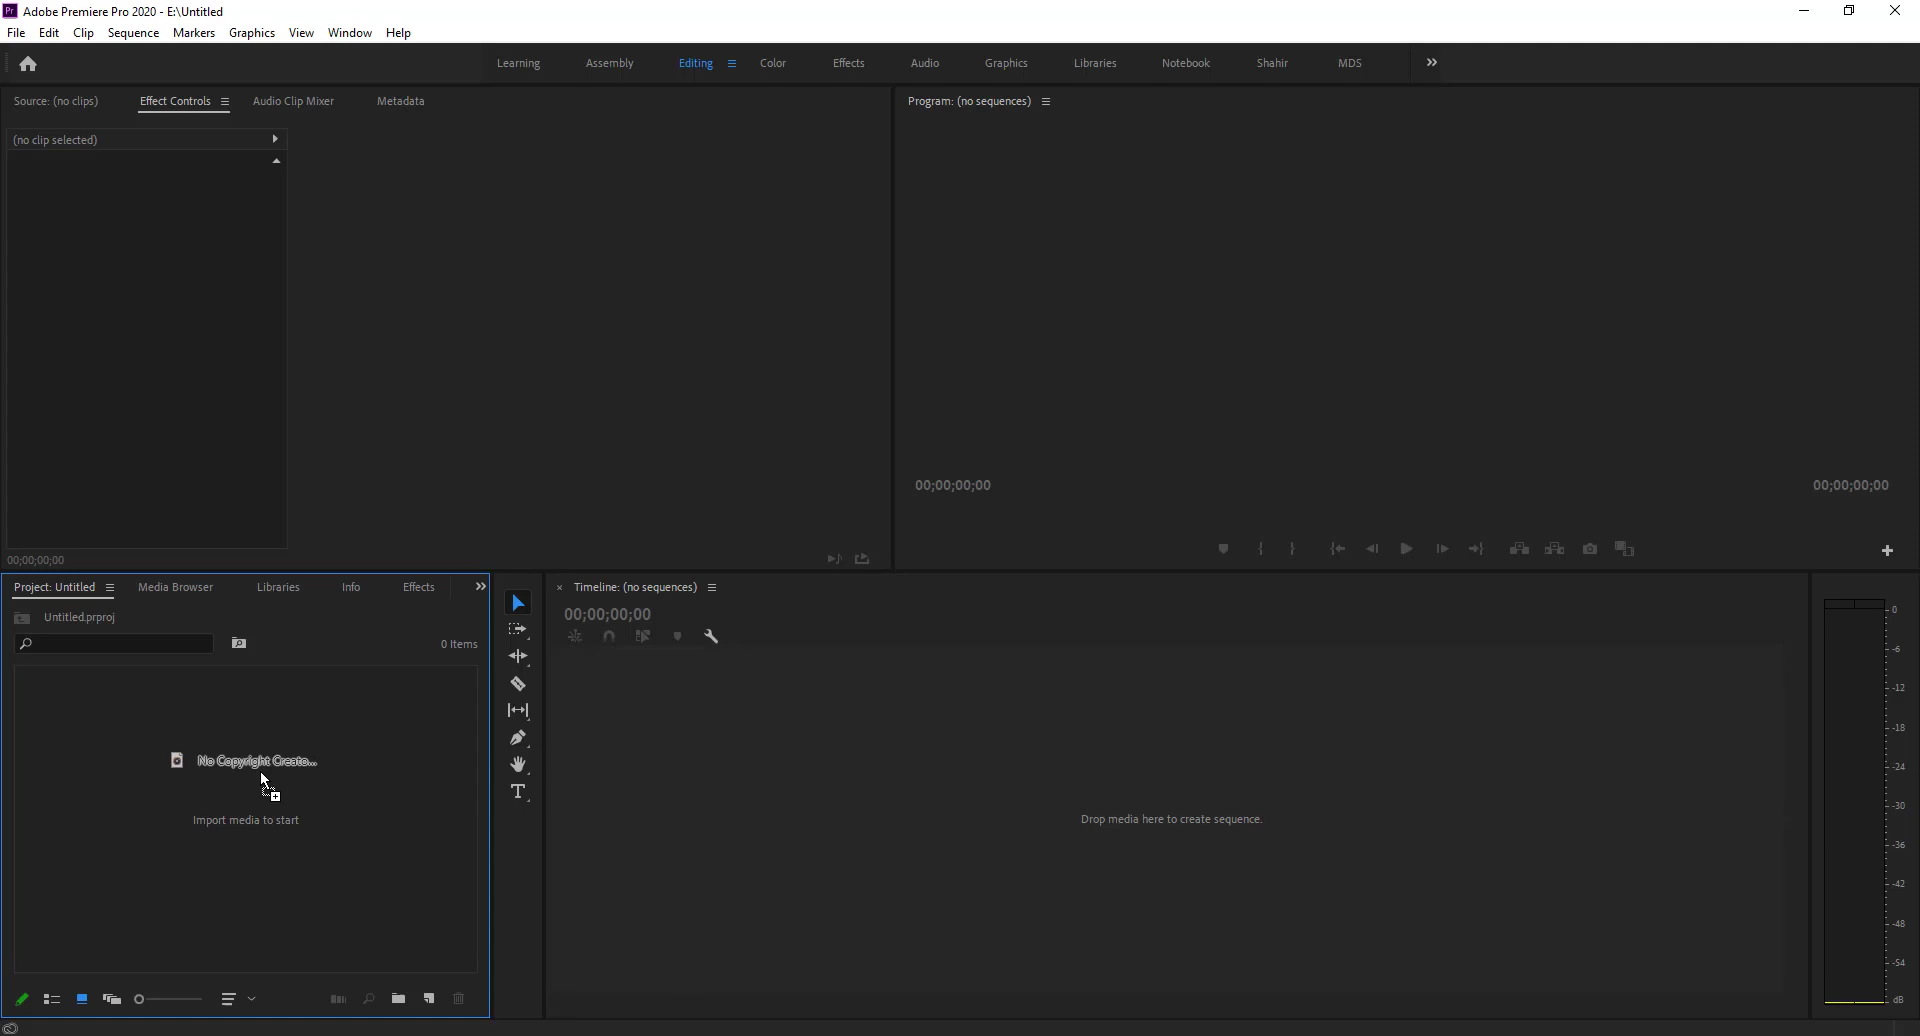 Adobe Premiere Pro 2020 - E:\Untitled
File Edit Clip Sequence Markers Graphics View Window Help
Learning Assembly Editing Color Effects Audio Graphics Libraries Notebook Shahir MDS
Source: (no clips) Effect Controls Audio Clip Mixer Metadata
Program: (no sequences)
(no clip selected)
00;00;00;00 00;00;00;00
00;00;00;00
Project: Untitled Media Browser Libraries Info Effects
Untitled.prproj
0 Items
No Copyright Creato...
Import media to start
Timeline: (no sequences)
00;00;00;00
Drop media here to create sequence.
0
-6
-12
-18
-24
-30
-36
-42
-48
-54
dB